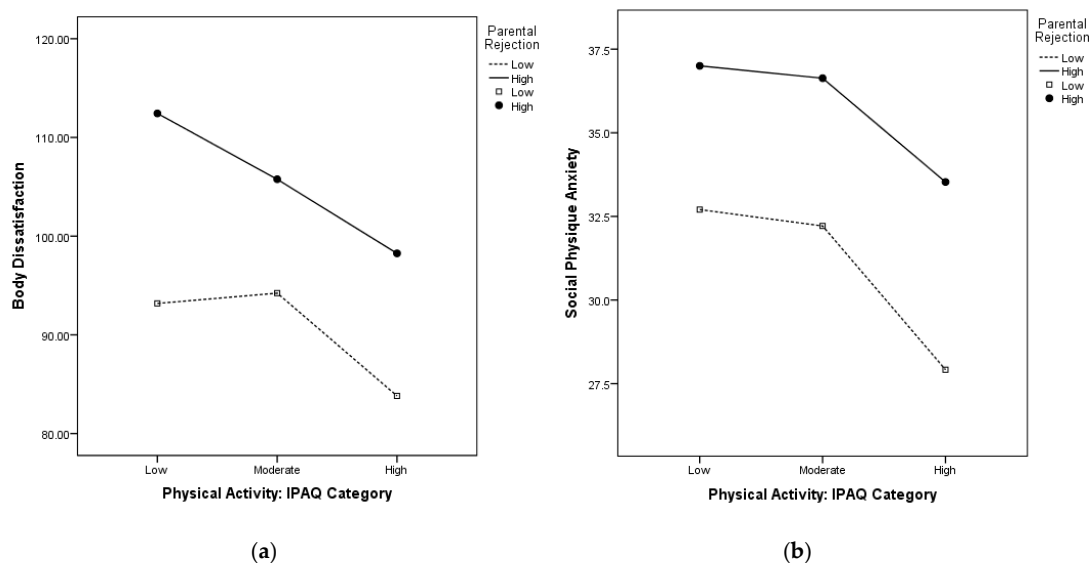 120.00
110.00
100.00
90.00
80.00
Body Dissatisfaction
Low
Moderate
High
Physical Activity: IPAQ Category
Parental
Rejection
Low
High
Low
High
(a)
37.5
35.0
32.5
30.0
27.5
Social Physique Anxiety
Low
Moderate
High
Physical Activity: IPAQ Category
Parental
Rejection
Low
High
Low
High
(b)